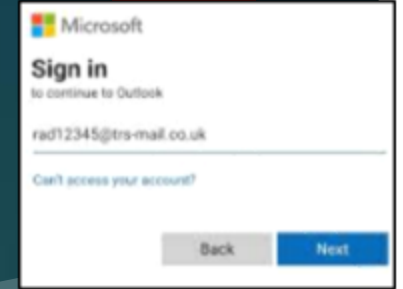 Microsoft
Sign in
to continue to Outlook
rad12345@trs-mail.co.uk
Can't access your account?
Back
Next